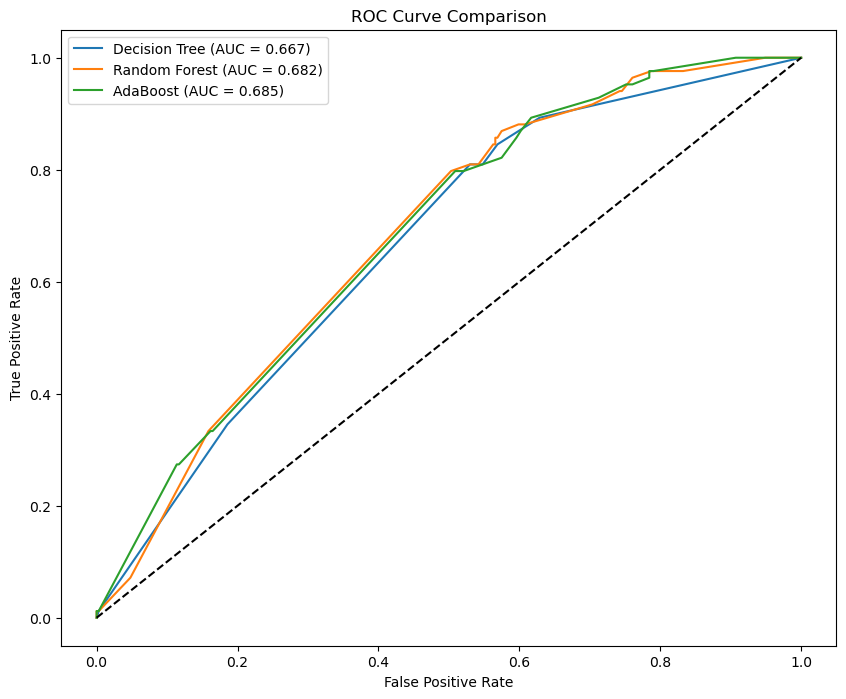 ROC Curve Comparison
Decision Tree (AUC = 0.667)
Random Forest (AUC = 0.682)
AdaBoost (AUC = 0.685)
1.0
0.8
0.6
0.4
0.2
0.0
True Positive Rate
0.0 0.2 0.4 0.6 0.8 1.0
False Positive Rate